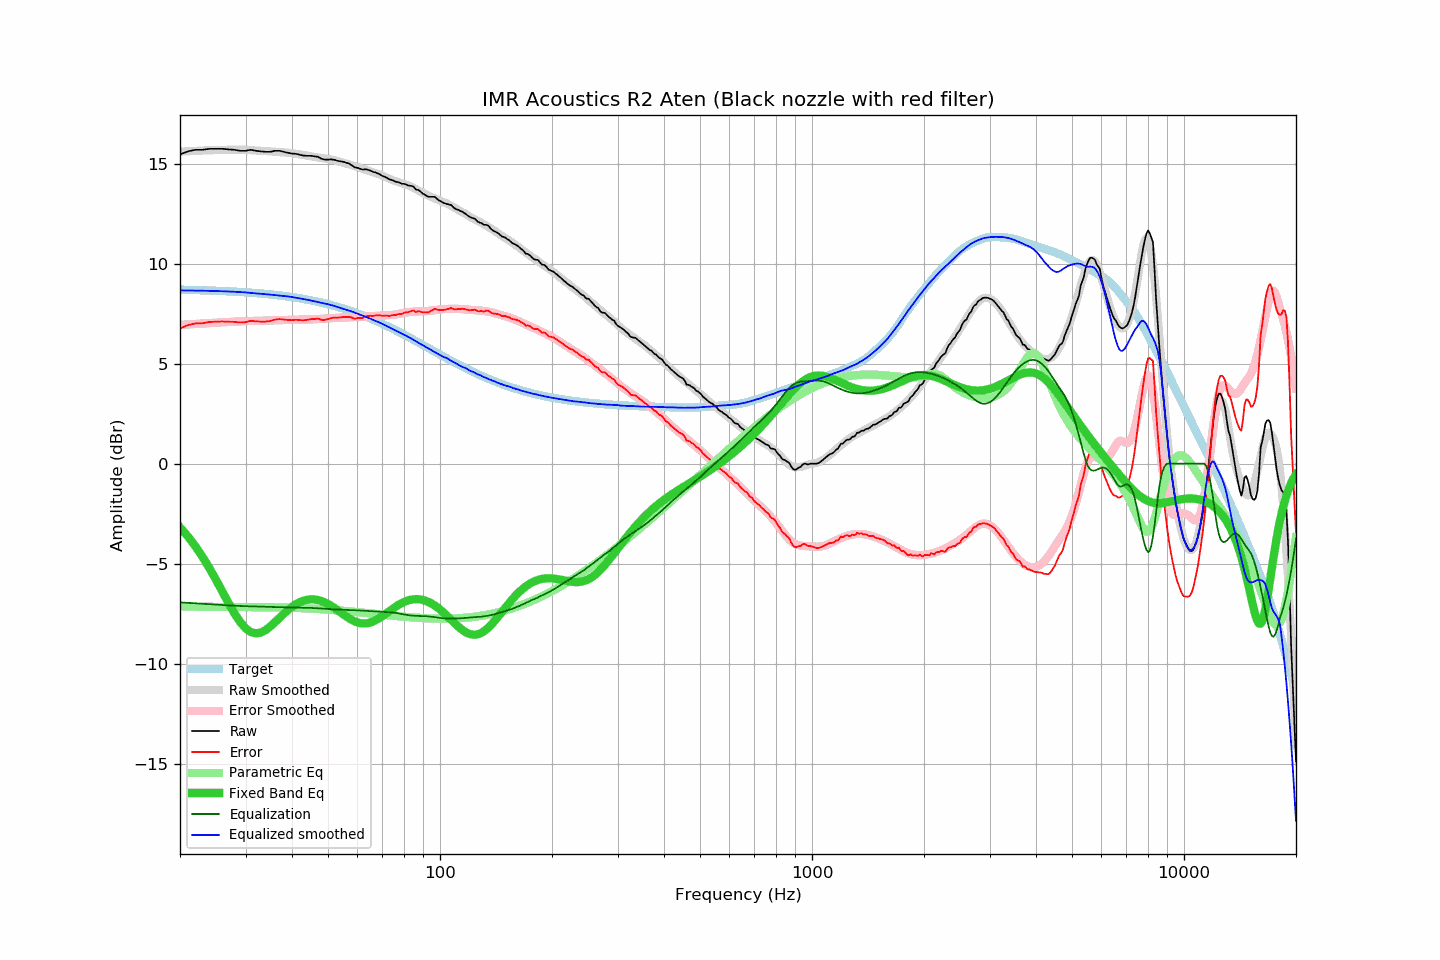 IMR Acoustics R2 Aten (Black nozzle with red filter)
Amplitude (dBr)
15
10
5
0
−5
−10
−15
Target
Raw Smoothed
Error Smoothed
Raw
Error
Parametric Eq
Fixed Band Eq
Equalization
Equalized smoothed
100
1000
10000
Frequency (Hz)